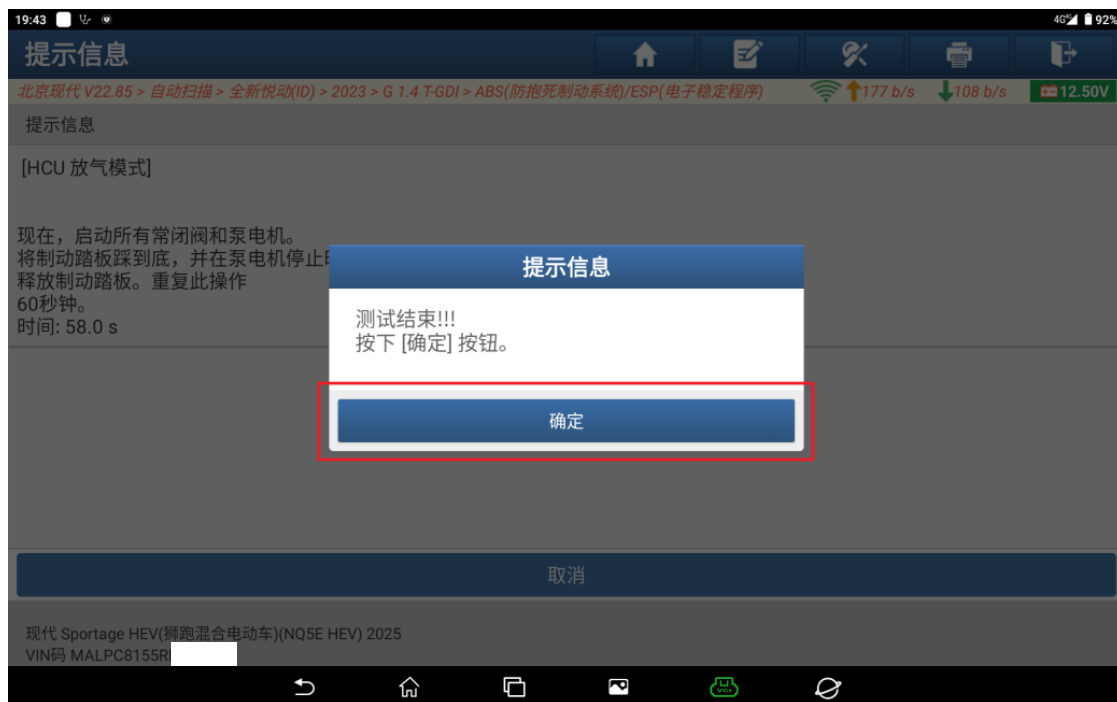 19:43
4G 92%
提示信息
北京现代 V22.85 > 自动扫描 > 全新悦动(ID) > 2023 > G 1.4 T-GDI > ABS(防抱死制动系统)/ESP(电子稳定程序)
177 b/s
108 b/s
12.50V
提示信息
[HCU 放气模式]
现在，启动所有常闭阀和泵电机。
将制动踏板踩到底，并在泵电机停止
释放制动踏板。重复此操作
60秒钟。
时间: 58.0 s
提示信息
测试结束!!!
按下 [确定] 按钮。
确定
取消
现代 Sportage HEV(狮跑混合电动车)(NQ5E HEV) 2025
VIN码 MALPC8155R
VCI